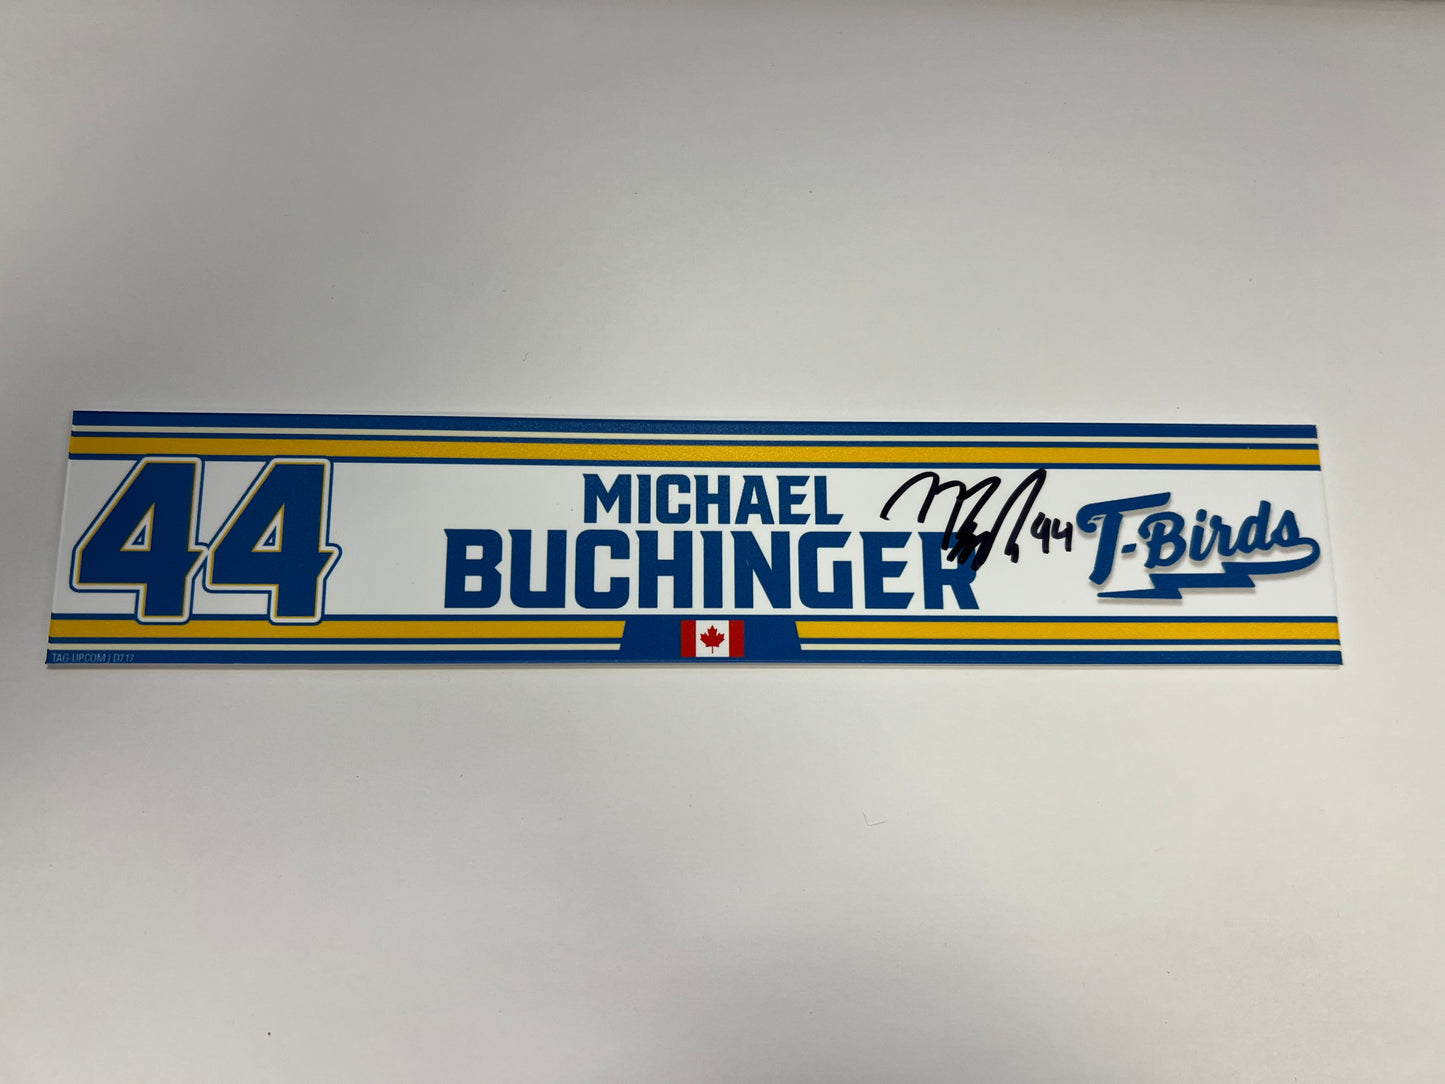 44
MICHAEL
BUCHINGER
44
T-Birds
TAG-UP.COM | D717